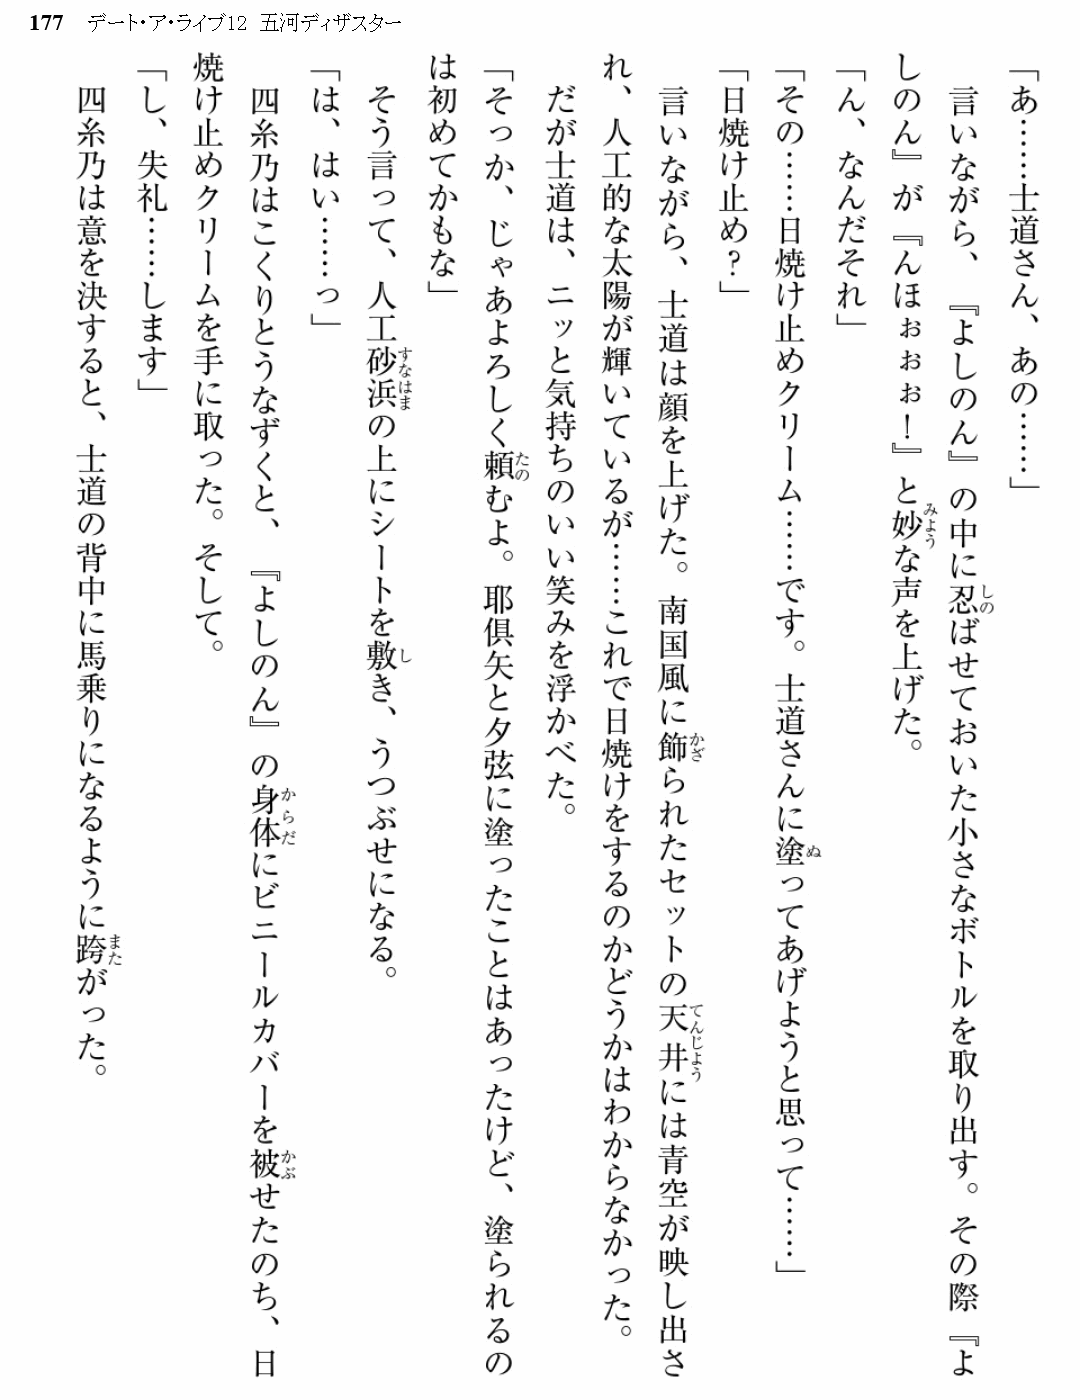 177 デート・ア・ライブ12 五河ディザスター
「あ……士道さん、あの……」
言いながら、『よしのん』の中に忍ばせておいた小さなボトルを取り出す。その際『よ
しのん』が『んほぉぉぉ！』と妙な声を上げた。
「ん、なんだそれ」
「その……日焼け止めクリーム……です。士道さんに塗ってあげようと思って……」
「日焼け止め？」
言いながら、士道は顔を上げた。南国風に飾られたセットの天井には青空が映し出さ
れ、人工的な太陽が輝いているが……これで日焼けをするのかどうかはわからなかった。
だが士道は、ニッと気持ちのいい笑みを浮かべた。
「そっか、じゃあよろしく頼むよ。耶倶矢と夕弦に塗ったことはあったけど、塗られるの
は初めてかもな」
そう言って、人工砂浜の上にシートを敷き、うつぶせになる。
「は、はい……っ」
四糸乃はこくりとうなずくと、『よしのん』の身体にビニールカバーを被せたのち、日
焼け止めクリームを手に取った。そして。
「し、失礼……します」
四糸乃は意を決すると、士道の背中に馬乗りになるように跨がった。